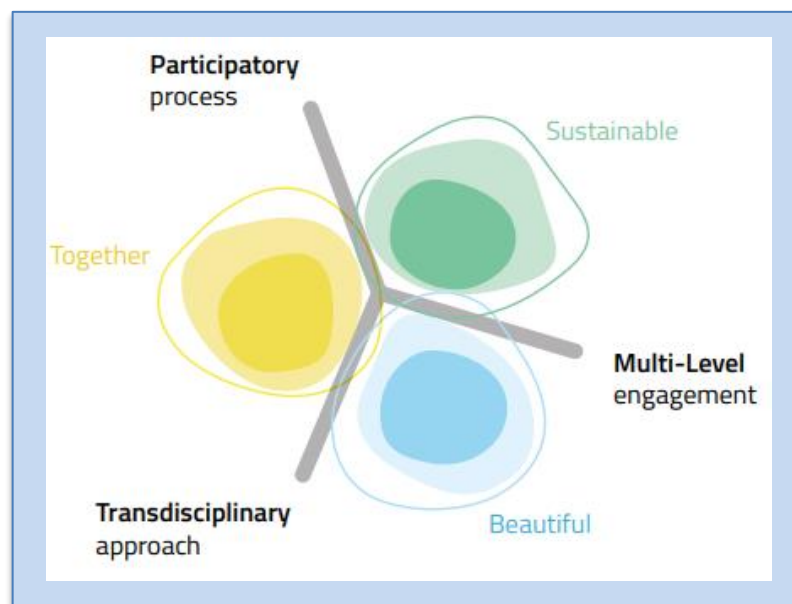 Participatory
process
Sustainable
Together
Multi-Level
engagement
Transdisciplinary
approach
Beautiful